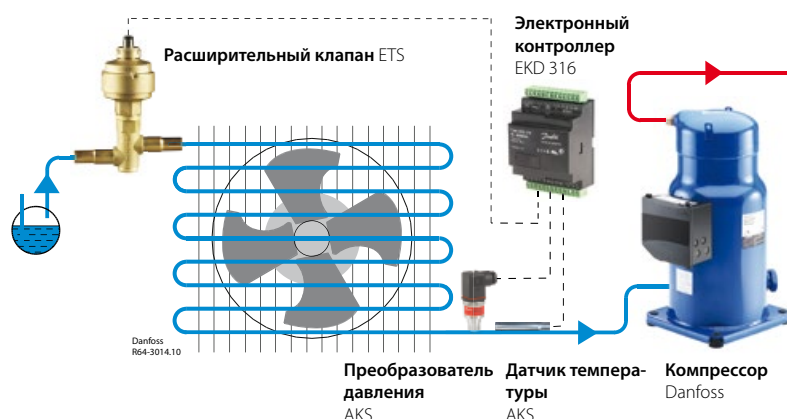 Расширительный клапан ETS
Электронный
контроллер
EKD 316
Danfoss
Danfoss
R64-3014.10
Преобразователь
давления
AKS
Датчик темпера-
туры
AKS
Компрессор
Danfoss